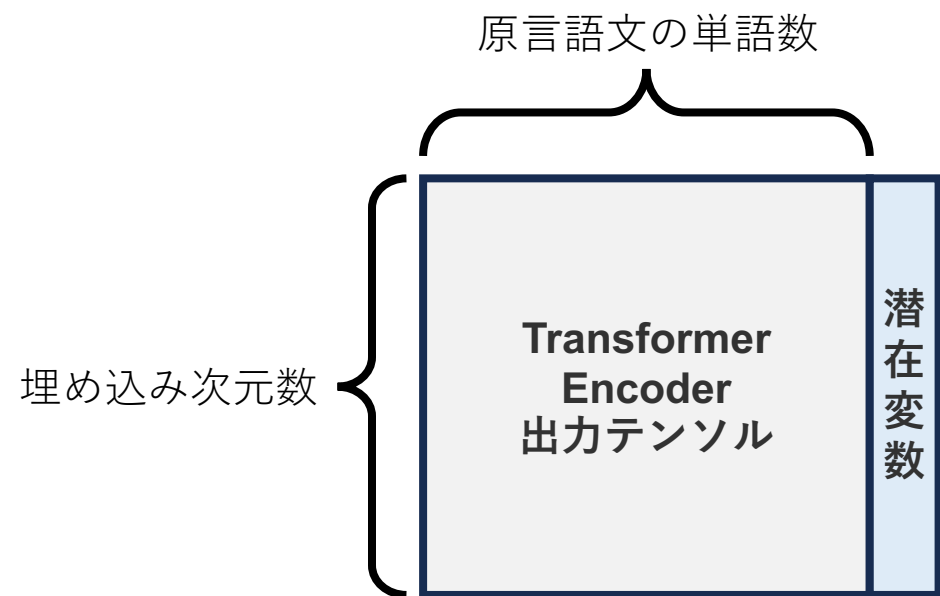 原言語文の単語数
埋め込み次元数
Transformer
Encoder
出力テンソル
潜在変数